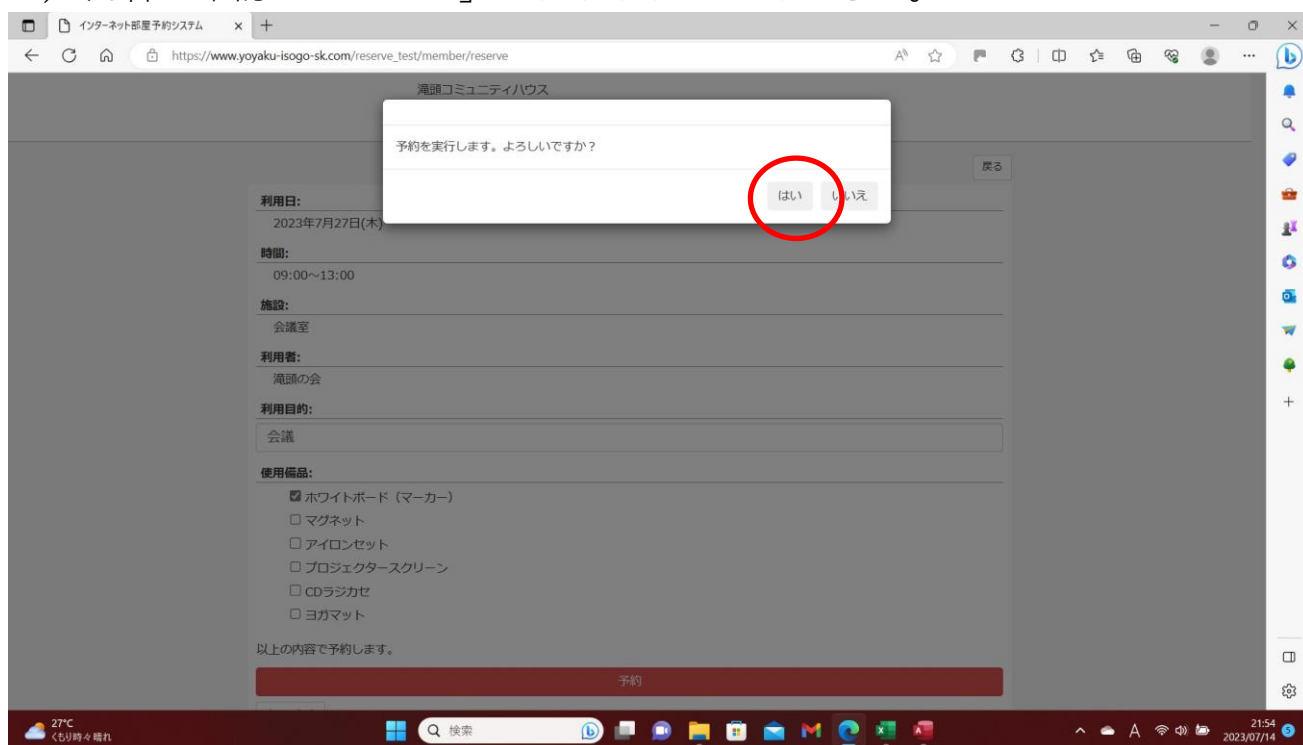 インターネット部屋予約システム
https://www.yoyaku-isogo-sk.com/reserve_test/member/reserve
滝頭コミュニティハウス
予約を実行します。よろしいですか？
はい いいえ
戻る
利用日:
2023年7月27日(木)
時間:
09:00～13:00
施設:
会議室
利用者:
滝頭の会
利用目的:
会議
使用備品:
ホワイトボード（マーカー）
マグネット
アイロンセット
プロジェクタースクリーン
CDラジカセ
ヨガマット
以上の内容で予約します。
予約
27°C
くもり時々晴れ
検索
A
21:54
2023/07/14